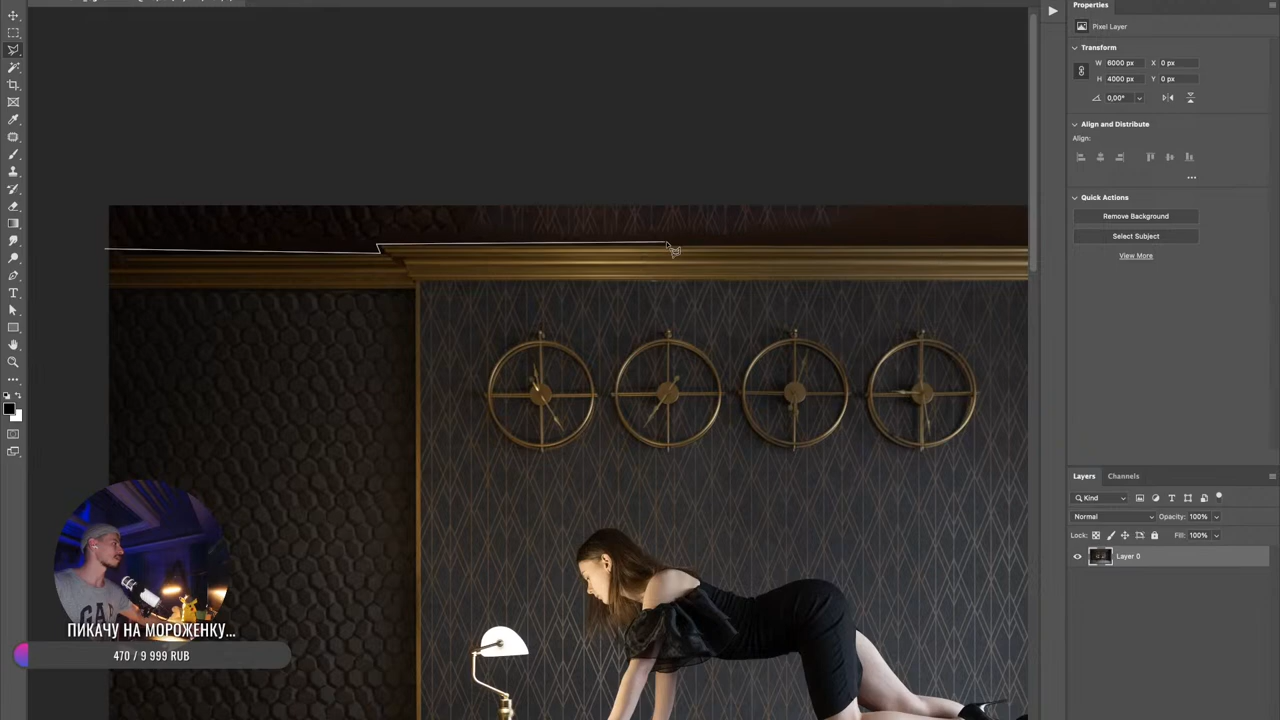 Properties
Pixel Layer
Transform
W 6000 px X 0 px
H 4000 px Y 0 px
0,00°
Align and Distribute
Align:
Quick Actions
Remove Background
Select Subject
View More
Layers Channels
Kind
Normal Opacity: 100%
Lock: Fill: 100%
Layer 0
GAP
ПИКАЧУ НА МОРОЖЕНКУ...
470 / 9 999 RUB